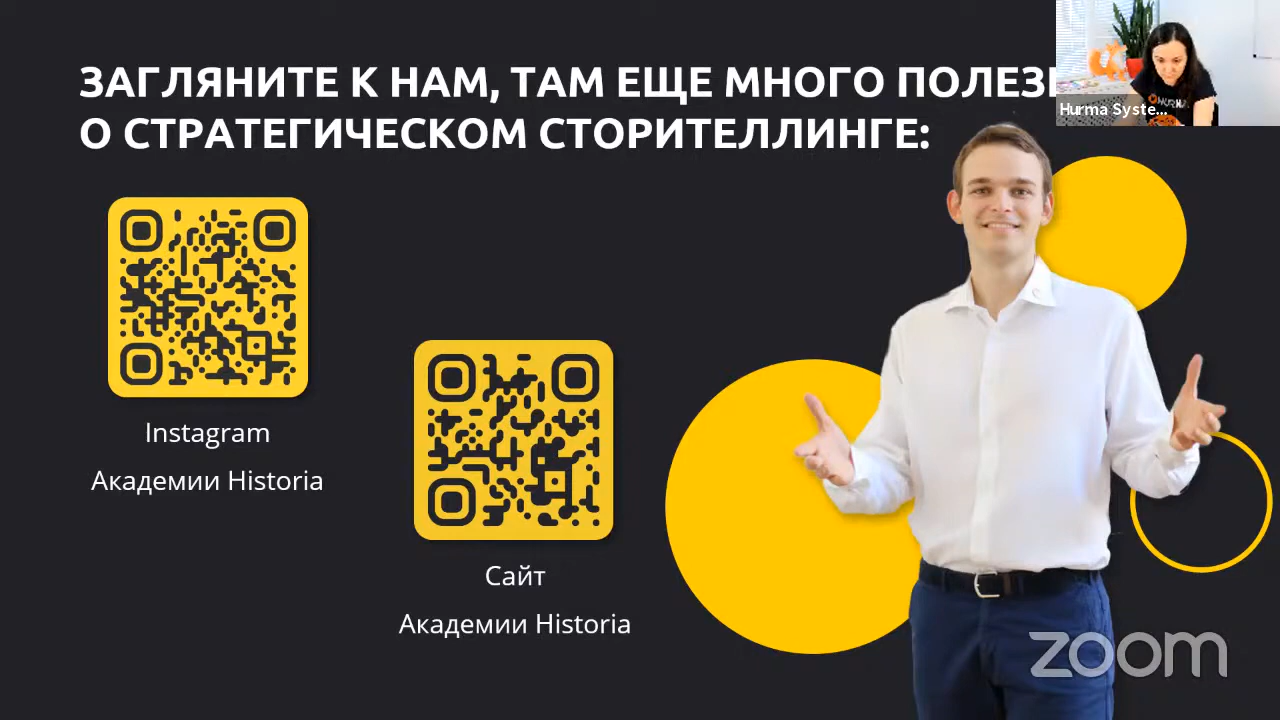 ЗАГЛЯНИТЕ К НАМ, ТАМ ЕЩЕ МНОГО ПОЛЕЗ
О СТРАТЕГИЧЕСКОМ СТОРИТЕЛЛИНГЕ:
Hurma Syste...
Instagram
Академии Historia
Сайт
Академии Historia
zoom